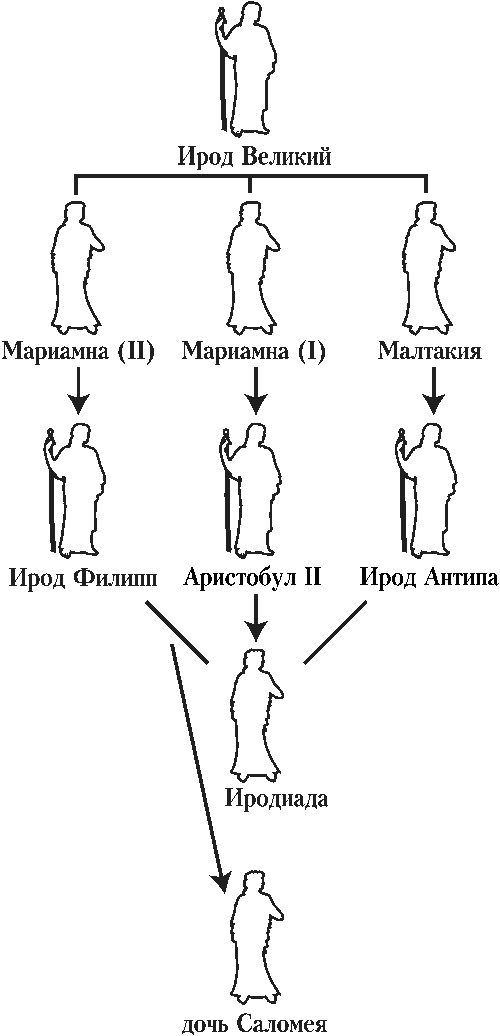 Ирод Великий
Мариамна (II) Мариамна (I) Малтакия
Ирод Филипп Аристобул II Ирод Антипа
Иродиада
дочь Саломея